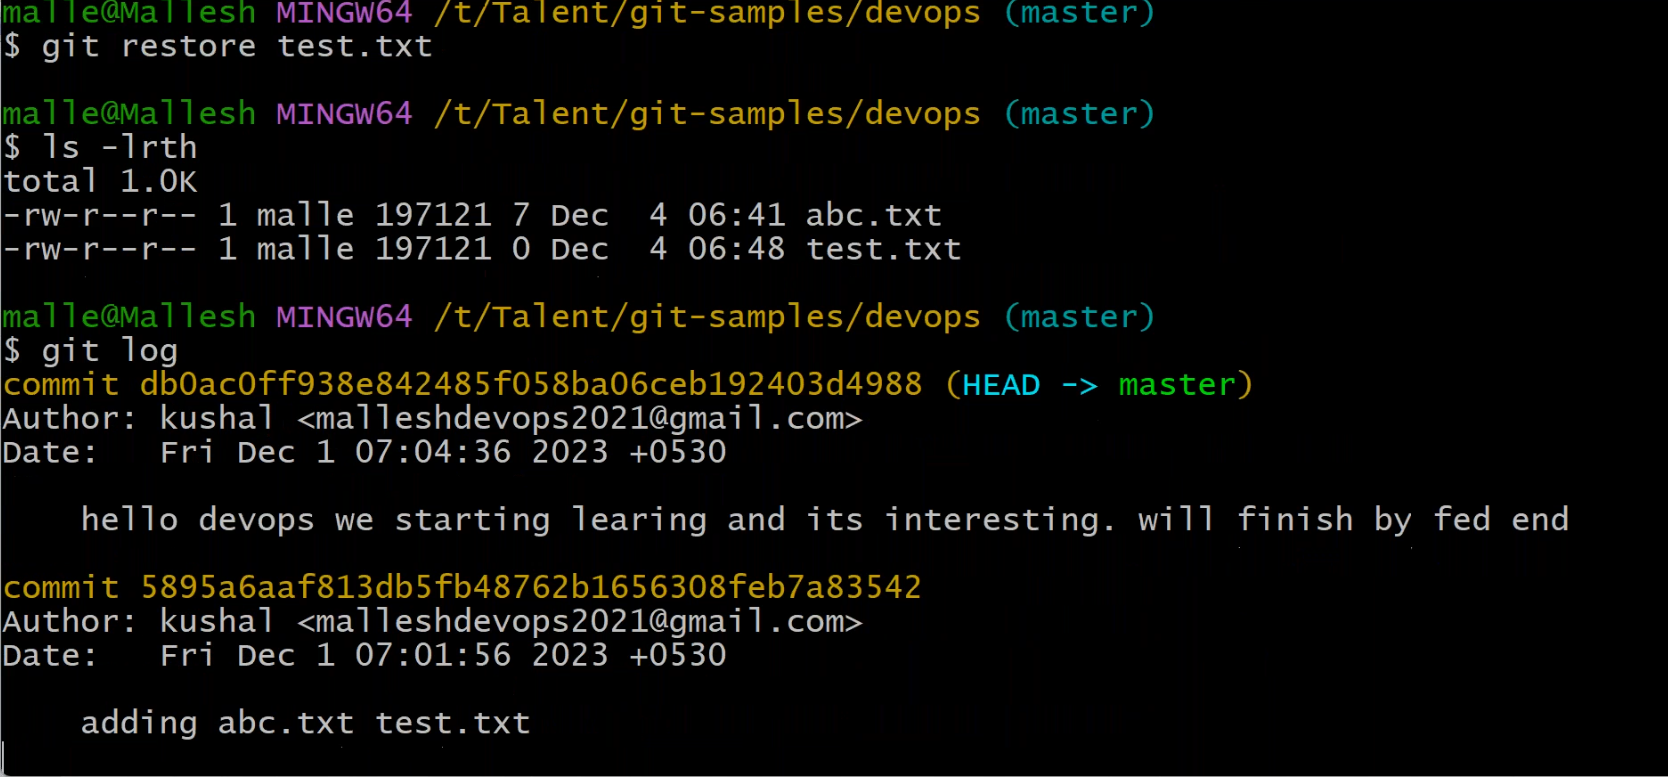 malle@Mallesh MINGW64 /t/Talent/git-samples/devops (master)
$ git restore test.txt
malle@Mallesh MINGW64 /t/Talent/git-samples/devops (master)
$ ls -lrth
total 1.0K
-rw-r--r-- 1 malle 197121 7 Dec  4 06:41 abc.txt
-rw-r--r-- 1 malle 197121 0 Dec  4 06:48 test.txt
malle@Mallesh MINGW64 /t/Talent/git-samples/devops (master)
$ git log
commit db0ac0ff938e842485f058ba06ceb192403d4988 (HEAD -> master)
Author: kushal <malleshdevops2021@gmail.com>
Date:   Fri Dec 1 07:04:36 2023 +0530
hello devops we starting learing and its interesting. will finish by fed end
commit 5895a6aaf813db5fb48762b1656308feb7a83542
Author: kushal <malleshdevops2021@gmail.com>
Date:   Fri Dec 1 07:01:56 2023 +0530
adding abc.txt test.txt